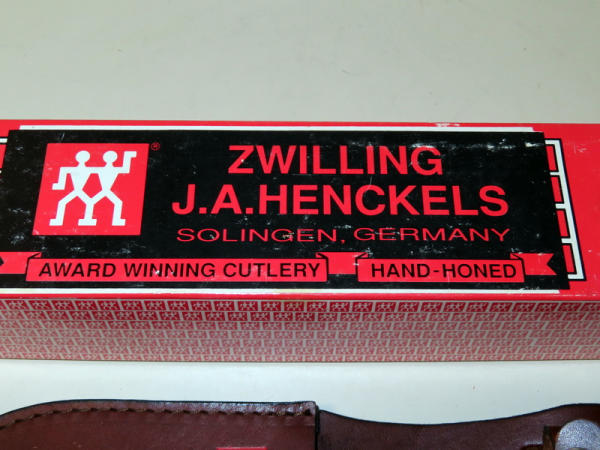 ZWILLING
J.A.HENCKELS
SOLINGEN, GERMANY
AWARD WINNING CUTLERY
HAND-HONED